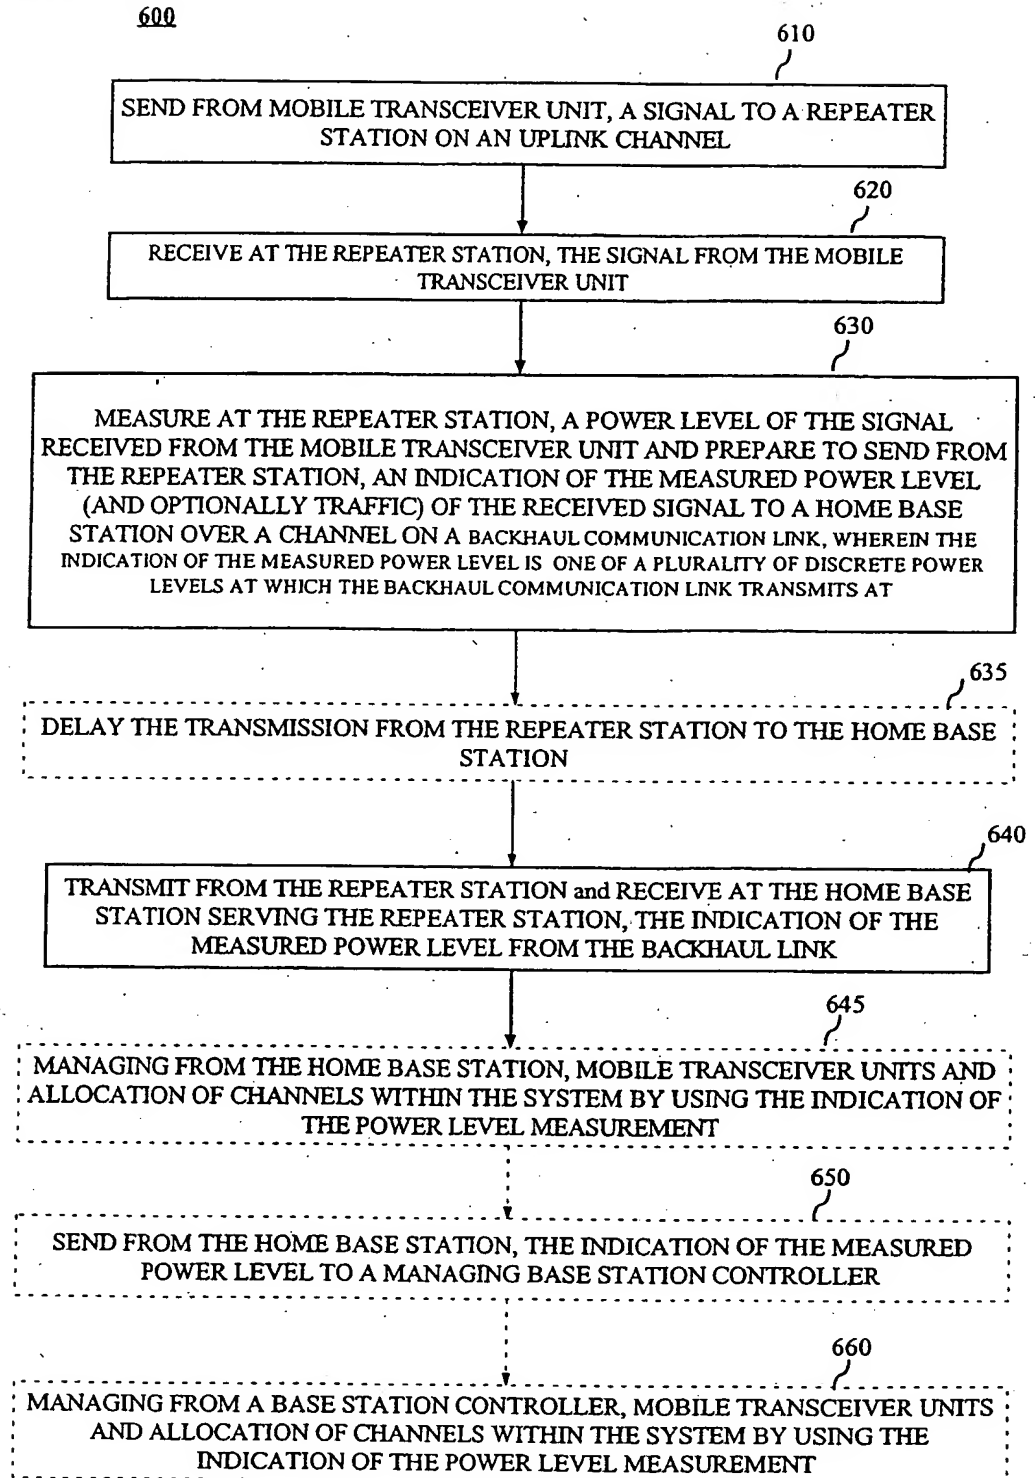 600
610
SEND FROM MOBILE TRANSCEIVER UNIT, A SIGNAL TO A REPEATER
STATION ON AN UPLINK CHANNEL
620
RECEIVE AT THE REPEATER STATION, THE SIGNAL FROM THE MOBILE
TRANSCEIVER UNIT
630
MEASURE AT THE REPEATER STATION, A POWER LEVEL OF THE SIGNAL
RECEIVED FROM THE MOBILE TRANSCEIVER UNIT AND PREPARE TO SEND FROM
THE REPEATER STATION, AN INDICATION OF THE MEASURED POWER LEVEL
(AND OPTIONALLY TRAFFIC) OF THE RECEIVED SIGNAL TO A HOME BASE
STATION OVER A CHANNEL ON A BACKHAUL COMMUNICATION LINK, WHEREIN THE
INDICATION OF THE MEASURED POWER LEVEL IS ONE OF A PLURALITY OF DISCRETE POWER
LEVELS AT WHICH THE BACKHAUL COMMUNICATION LINK TRANSMITS AT
635
DELAY THE TRANSMISSION FROM THE REPEATER STATION TO THE HOME BASE
STATION
640
TRANSMIT FROM THE REPEATER STATION and RECEIVE AT THE HOME BASE
STATION SERVING THE REPEATER STATION, THE INDICATION OF THE
MEASURED POWER LEVEL FROM THE BACKHAUL LINK
645
MANAGING FROM THE HOME BASE STATION, MOBILE TRANSCEIVER UNITS AND
ALLOCATION OF CHANNELS WITHIN THE SYSTEM BY USING THE INDICATION OF
THE POWER LEVEL MEASUREMENT
650
SEND FROM THE HOME BASE STATION, THE INDICATION OF THE MEASURED
POWER LEVEL TO A MANAGING BASE STATION CONTROLLER
660
MANAGING FROM A BASE STATION CONTROLLER, MOBILE TRANSCEIVER UNITS
AND ALLOCATION OF CHANNELS WITHIN THE SYSTEM BY USING THE
INDICATION OF THE POWER LEVEL MEASUREMENT